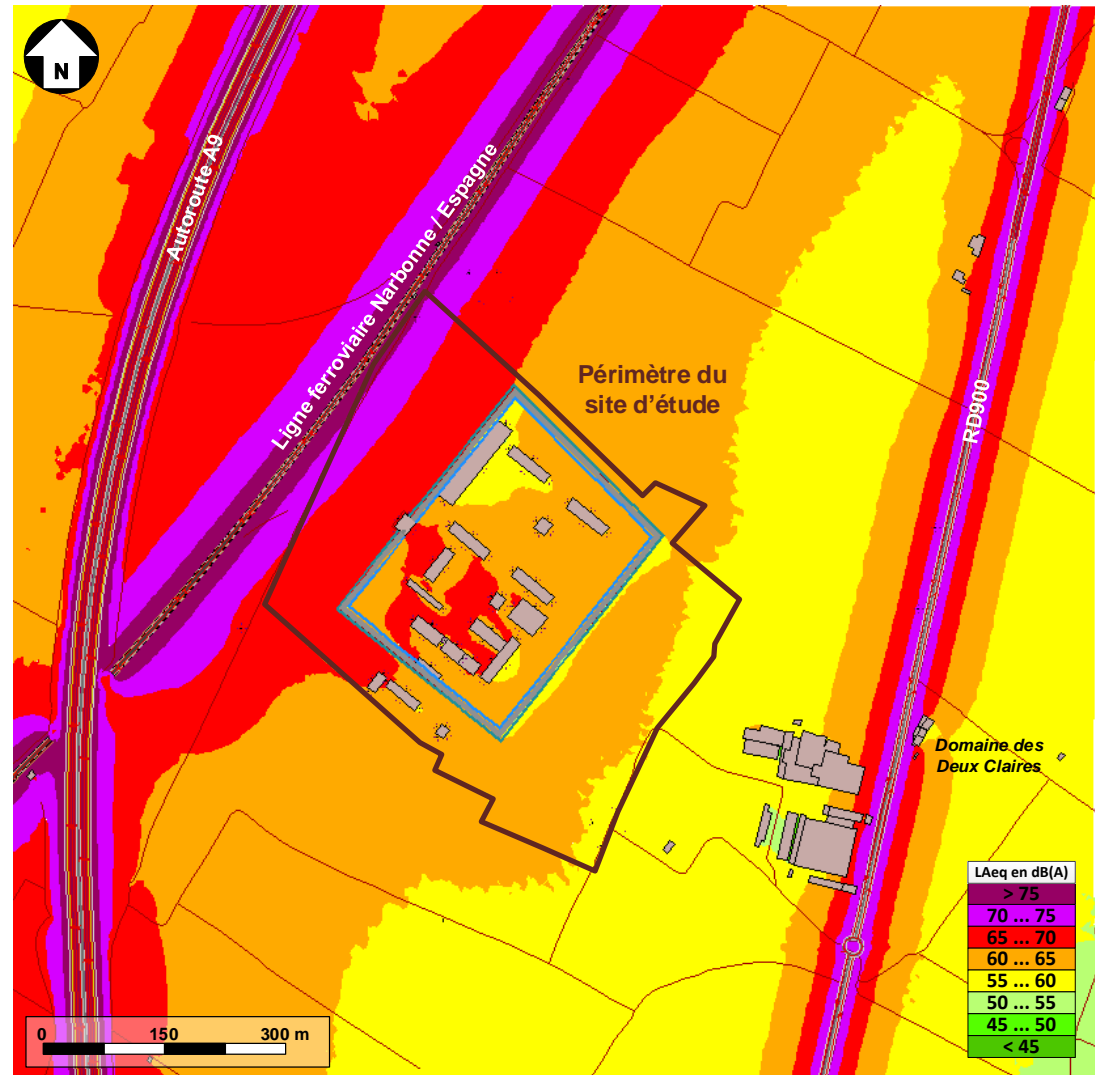 N
Autoroute A9
Ligne ferroviaire Narbonne / Espagne
Périmètre du
site d'étude
RD900
Domaine des
Deux Claires
LAeq en dB(A)
> 75
70 ... 75
65 ... 70
60 ... 65
55 ... 60
50 ... 55
45 ... 50
< 45
0 150 300 m